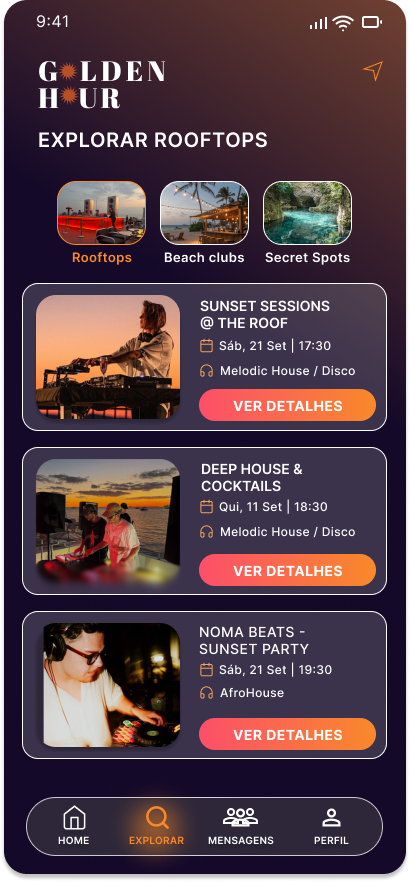 9:41
GOLDEN
HOUR
EXPLORAR ROOFTOPS
Rooftops
Beach clubs
Secret Spots
SUNSET SESSIONS
@ THE ROOF
Sáb, 21 Set | 17:30
Melodic House / Disco
VER DETALHES
DEEP HOUSE &
COCKTAILS
Qui, 11 Set | 18:30
Melodic House / Disco
VER DETALHES
NOMA BEATS -
SUNSET PARTY
Sáb, 21 Set | 19:30
AfroHouse
VER DETALHES
HOME
EXPLORAR
MENSAGENS
PERFIL